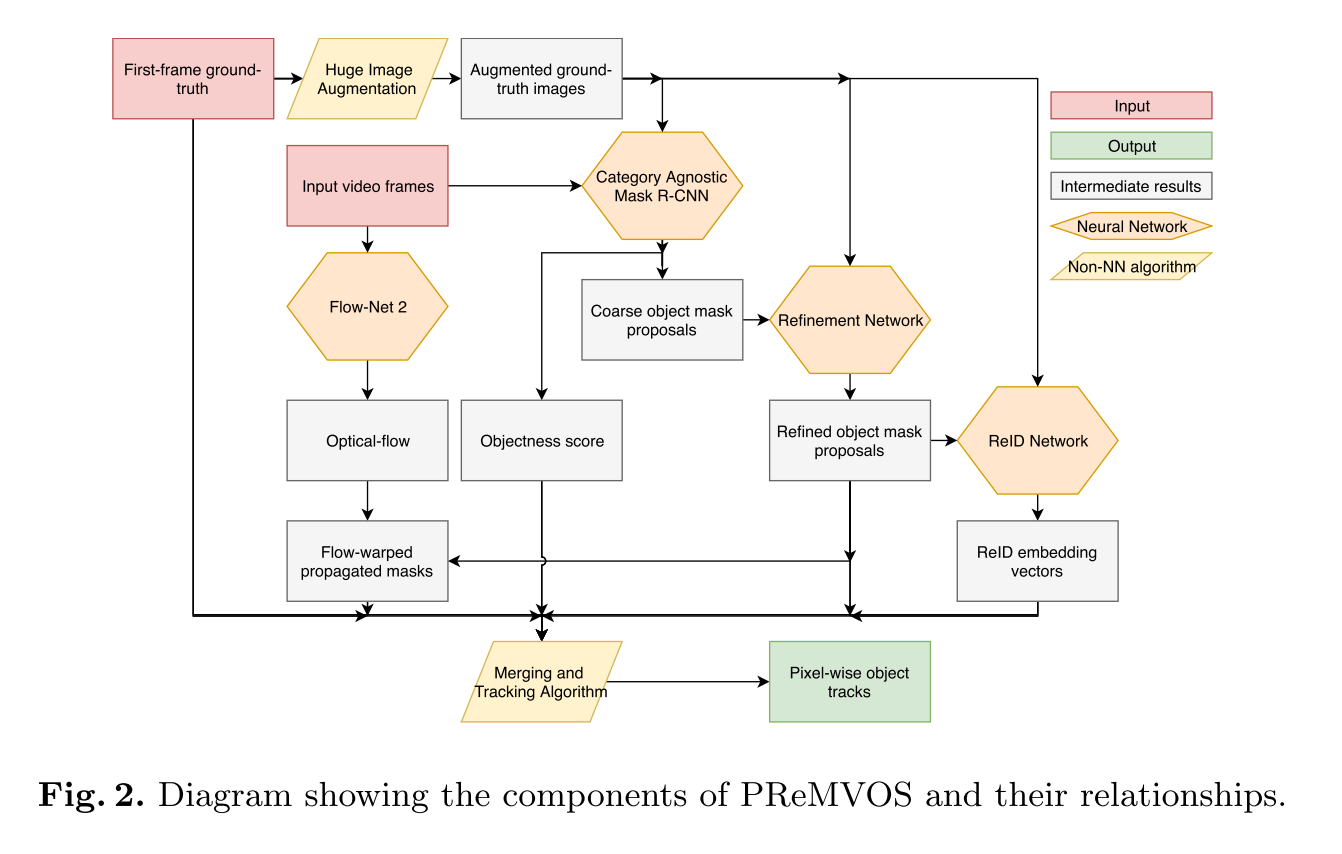 First-frame ground-
truth
Huge Image
Augmentation
Augmented ground-
truth images
Input
Output
Intermediate results
Neural Network
Non-NN algorithm
Input video frames
Category Agnostic
Mask R-CNN
Flow-Net 2
Coarse object mask
proposals
Refinement Network
Optical-flow
Objectness score
Refined object mask
proposals
ReID Network
Flow-warped
propagated masks
ReID embedding
vectors
Merging and
Tracking Algorithm
Pixel-wise object
tracks
Fig. 2. Diagram showing the components of PReMVOS and their relationships.